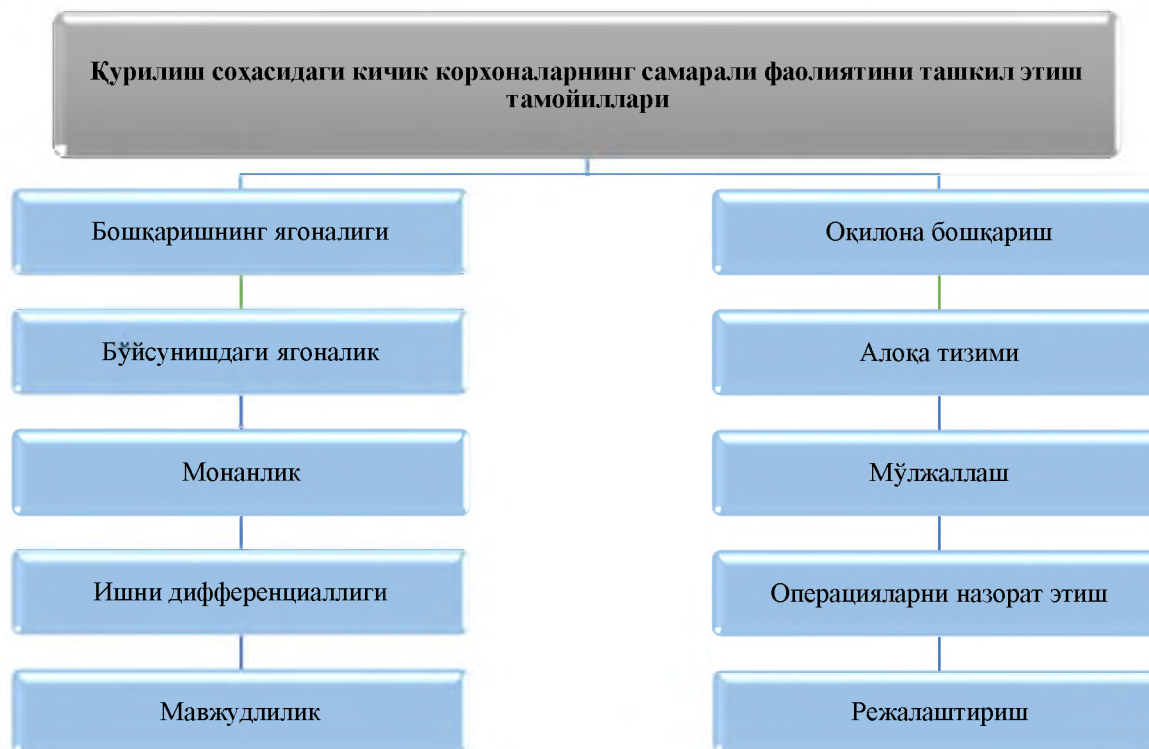 Қурилиш соҳасидаги кичик корхоналарнинг самарали фаолиятини ташкил этиш
тамойиллари
Бошқаришнинг ягоналиги
Бўйсунишдаги ягоналик
Монанлик
Ишни дифференциаллиги
Мавжудлилик
Оқилона бошқариш
Алоқа тизими
Мўлжаллаш
Операцияларни назорат этиш
Режалаштириш